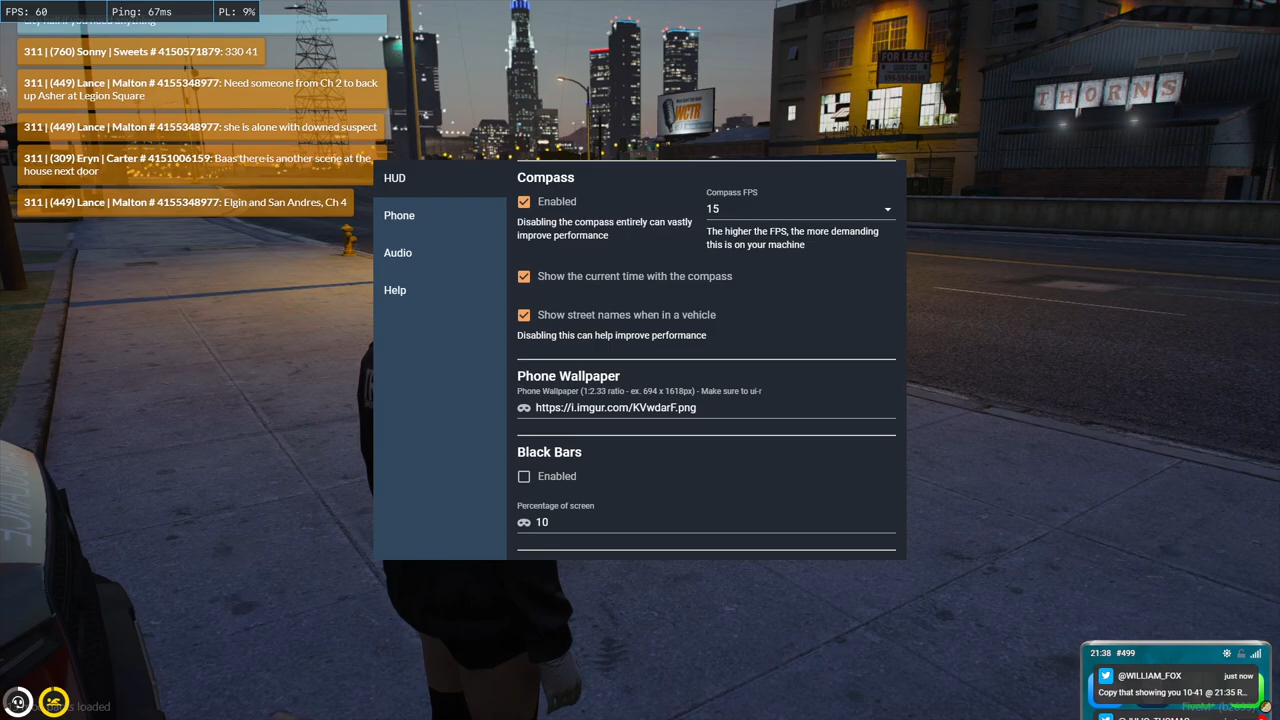 FPS: 60 Ping: 67ms PL: 9%
311 | (760) Sonny | Sweets # 4150571879: 330 41
311 | (449) Lance | Malton # 4155348977: Need someone from Ch 2 to back
up Asher at Legion Square
311 | (449) Lance | Malton # 4155348977: she is alone with downed suspect
311 | (309) Eryn | Carter # 4151006159: Baas there is another scene at the
house next door
311 | (449) Lance | Malton # 4155348977: Elgin and San Andres, Ch 4
FOR LEASE
WCTR
THORNS
HUD
Phone
Audio
Help
Compass
Enabled
Disabling the compass entirely can vastly
improve performance
Compass FPS
15
The higher the FPS, the more demanding
this is on your machine
Show the current time with the compass
Show street names when in a vehicle
Disabling this can help improve performance
Phone Wallpaper
Phone Wallpaper (1:2.33 ratio - ex. 694 x 1618px) - Make sure to ui-r
https://i.imgur.com/KVwdarF.png
Black Bars
Enabled
Percentage of screen
10
21:38 #499
@WILLIAM_FOX just now
Copy that showing you 10-41 @ 21:35 R...
loaded